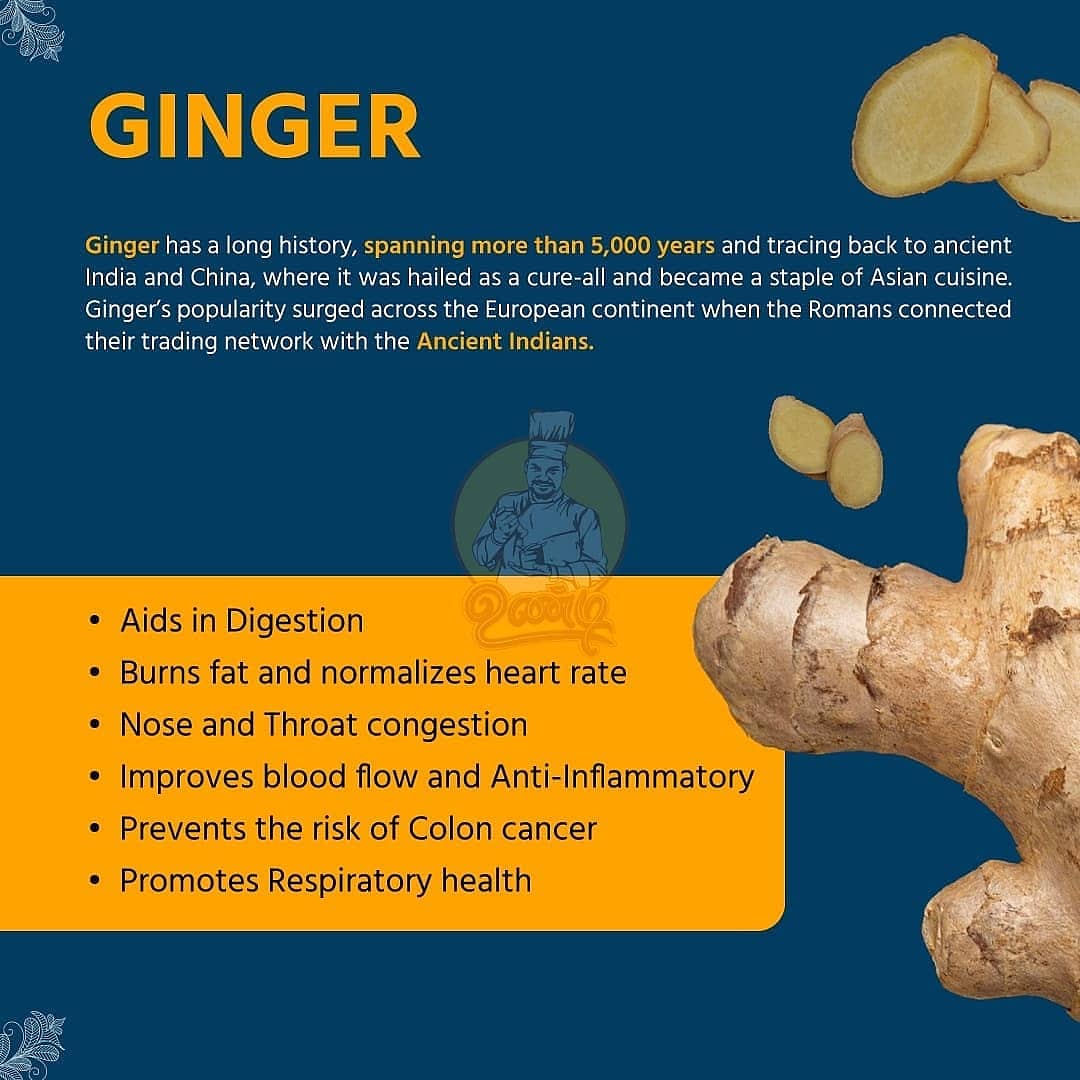 GINGER
Ginger has a long history, spanning more than 5,000 years and tracing back to ancient
India and China, where it was hailed as a cure-all and became a staple of Asian cuisine.
Ginger’s popularity surged across the European continent when the Romans connected
their trading network with the Ancient Indians.
உண்டி
• Aids in Digestion
• Burns fat and normalizes heart rate
• Nose and Throat congestion
• Improves blood flow and Anti-Inflammatory
• Prevents the risk of Colon cancer
• Promotes Respiratory health